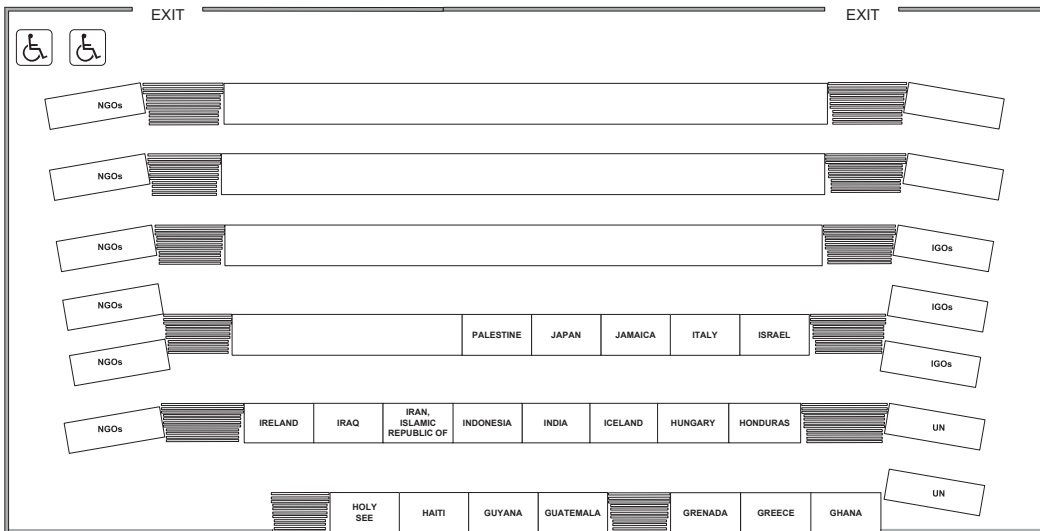 EXIT
EXIT
NGOs
NGOs
NGOs
IGOs
NGOs
IGOs
PALESTINE
JAPAN
JAMAICA
ITALY
ISRAEL
NGOs
IGOs
IRELAND
IRAQ
IRAN,
ISLAMIC
REPUBLIC OF
INDONESIA
INDIA
ICELAND
HUNGARY
HONDURAS
NGOs
UN
UN
HOLY
SEE
HAITI
GUYANA
GUATEMALA
GRENADA
GREECE
GHANA